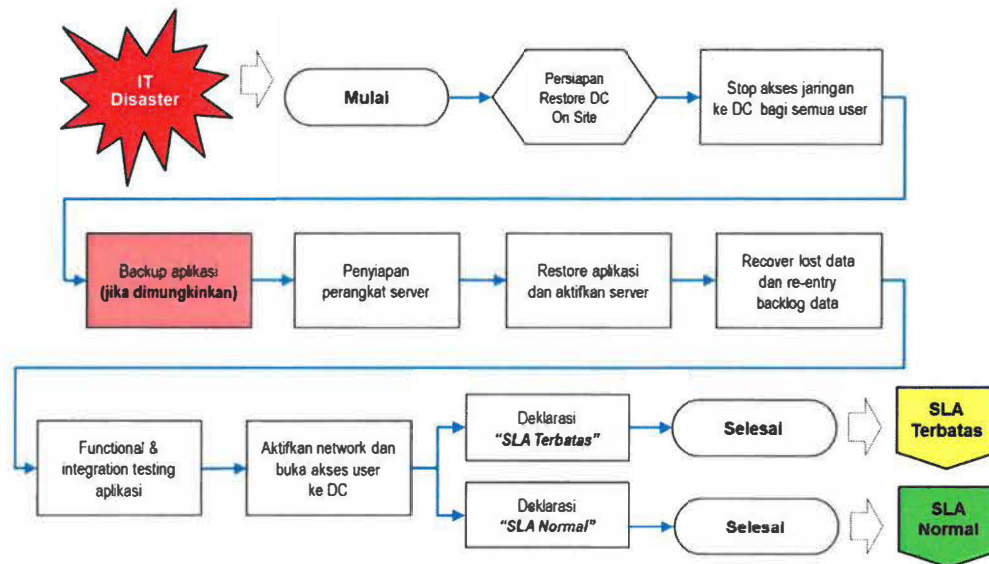 IT
Disaster
Mulai
Persiapan
Restore DC
On Site
Stop akses jaringan
ke DC bagi semua user
Backup aplikasi
(jika dimungkinkan)
Penyiapan
perangkat server
Restore aplikasi
dan aktifkan server
Recover lost data
dan re-entry
backlog data
Functional &
integration testing
aplikasi
Aktifkan network dan
buka akses user
ke DC
Deklarasi
"SLA Terbatas"
Selesai
SLA
Terbatas
Deklarasi
"SLA Normal"
Selesai
SLA
Normal